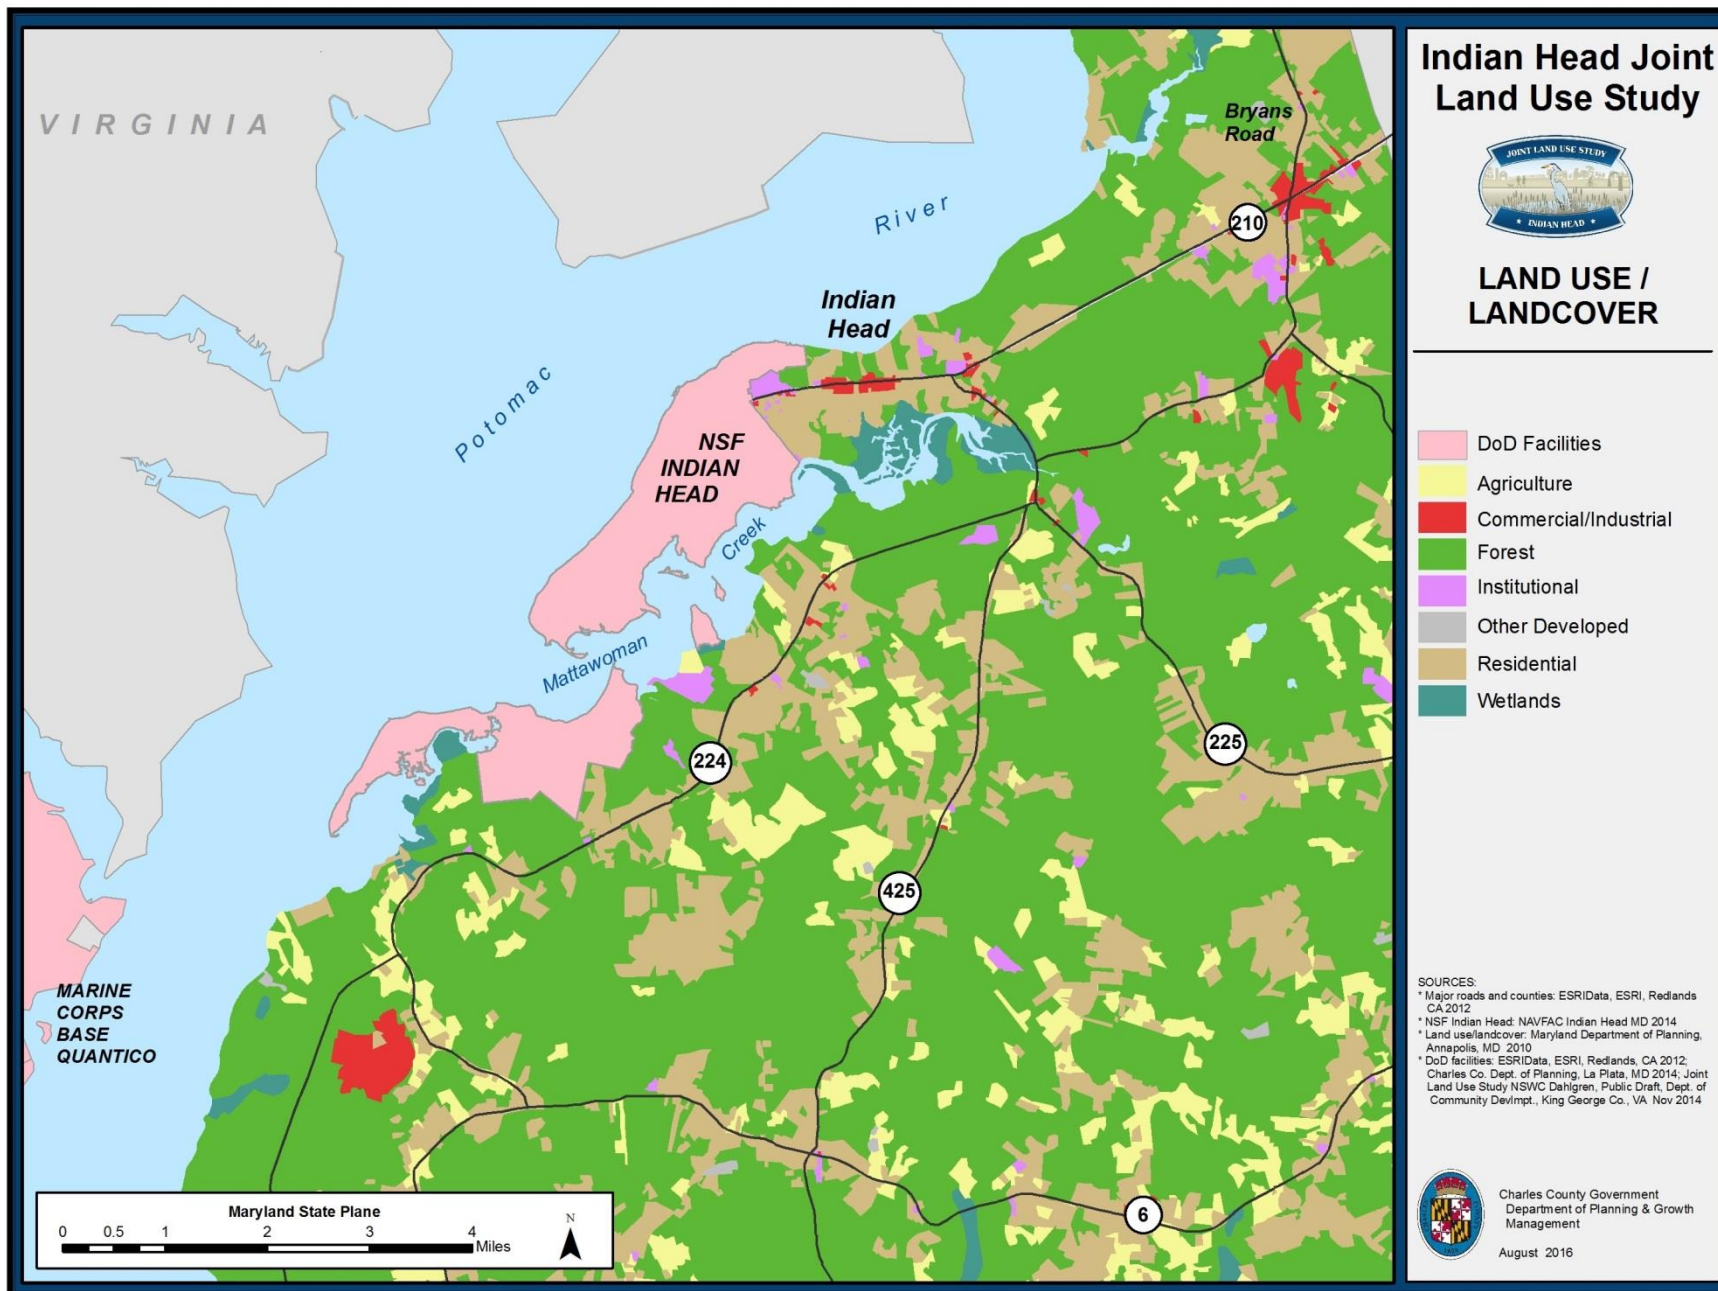 Indian Head Joint
Land Use Study
JOINT LAND USE STUDY
* INDIAN HEAD *
LAND USE /
LANDCOVER
DoD Facilities
Agriculture
Commercial/Industrial
Forest
Institutional
Other Developed
Residential
Wetlands
SOURCES:
* Major roads and counties: ESRIData, ESRI, Redlands
CA 2012
* NSF Indian Head: NAVFAC Indian Head MD 2014
* Land use/landcover: Maryland Department of Planning,
Annapolis, MD 2010
* DoD facilities: ESRIData, ESRI, Redlands, CA 2012;
Charles Co. Dept. of Planning, La Plata, MD 2014; Joint
Land Use Study NSWC Dahlgren, Public Draft, Dept. of
Community Devlmpt., King George Co., VA Nov 2014
Charles County Government
Department of Planning & Growth
Management
August 2016
VIRGINIA
Bryans
Road
River
210
Indian
Head
Potomac
NSF
INDIAN
HEAD
Creek
Mattawoman
224
225
425
MARINE
CORPS
BASE
QUANTICO
6
Maryland State Plane
0 0.5 1 2 3 4
Miles
N